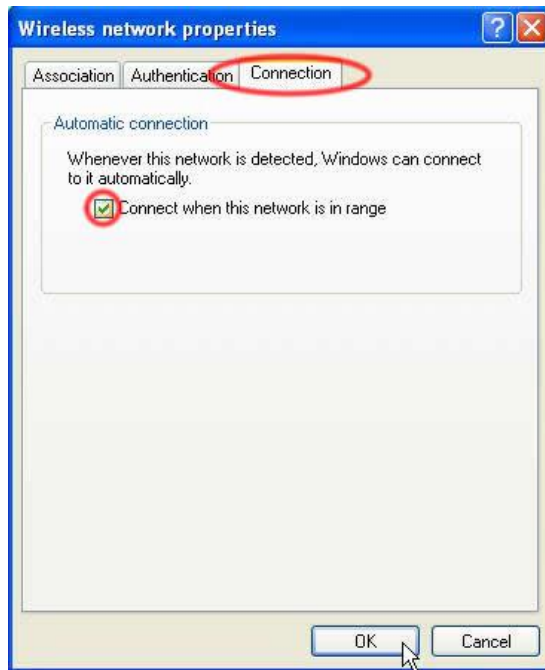 Wireless network properties
Association
Authentication
Connection
Automatic connection
Whenever this network is detected, Windows can connect
to it automatically.
Connect when this network is in range
OK
Cancel